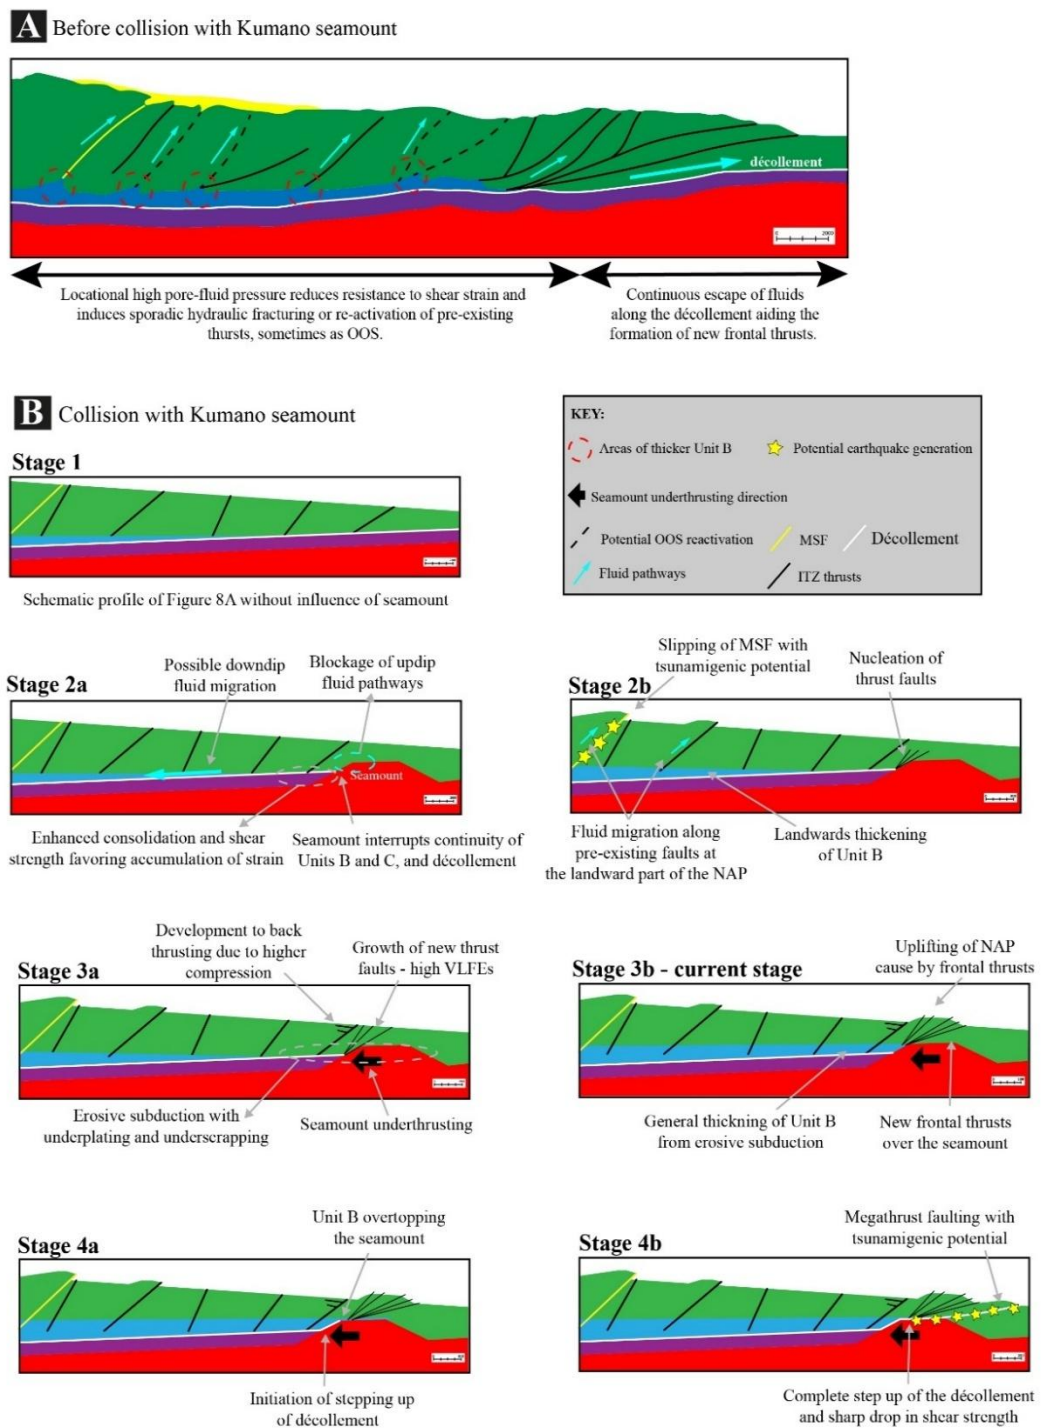 A Before collision with Kumano seamount
décollement
Locational high pore-fluid pressure reduces resistance to shear strain and
induces sporadic hydraulic fracturing or re-activation of pre-existing
thursts, sometimes as OOS.
Continuous escape of fluids
along the décollement aiding the
formation of new frontal thrusts.
B Collision with Kumano seamount
KEY:
Areas of thicker Unit B
Potential earthquake generation
Seamount underthrusting direction
Potential OOS reactivation
MSF
Décollement
Fluid pathways
ITZ thrusts
Stage 1
Schematic profile of Figure 8A without influence of seamount
Stage 2a
Possible downdip
fluid migration
Blockage of updip
fluid pathways
Seamount
Enhanced consolidation and shear
strength favoring accumulation of strain
Seamount interrupts continuity of
Units B and C, and décollement
Stage 2b
Slipping of MSF with
tsunamigenic potential
Nucleation of
thrust faults
Fluid migration along
pre-existing faults at
the landward part of the NAP
Landwards thickening
of Unit B
Stage 3a
Development to back
thrusting due to higher
compression
Growth of new thrust
faults - high VLFEs
Erosive subduction with
underplating and underscrapping
Seamount underthrusting
Stage 3b - current stage
Uplifting of NAP
cause by frontal thrusts
General thickning of Unit B
from erosive subduction
New frontal thrusts
over the seamount
Stage 4a
Unit B overtopping
the seamount
Initiation of stepping up
of décollement
Stage 4b
Megathrust faulting with
tsunamigenic potential
Complete step up of the décollement
and sharp drop in shear strength